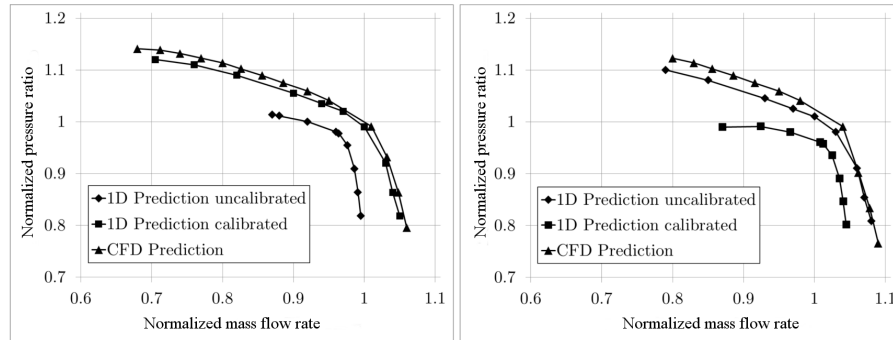 1.2
1.1
1
0.9
0.8
0.7
Normalized pressure ratio
1D Prediction uncalibrated
1D Prediction calibrated
CFD Prediction
0.6 0.7 0.8 0.9 1 1.1
Normalized mass flow rate
1.2
1.1
1
0.9
0.8
0.7
Normalized pressure ratio
1D Prediction uncalibrated
1D Prediction calibrated
CFD Prediction
0.6 0.7 0.8 0.9 1 1.1
Normalized mass flow rate